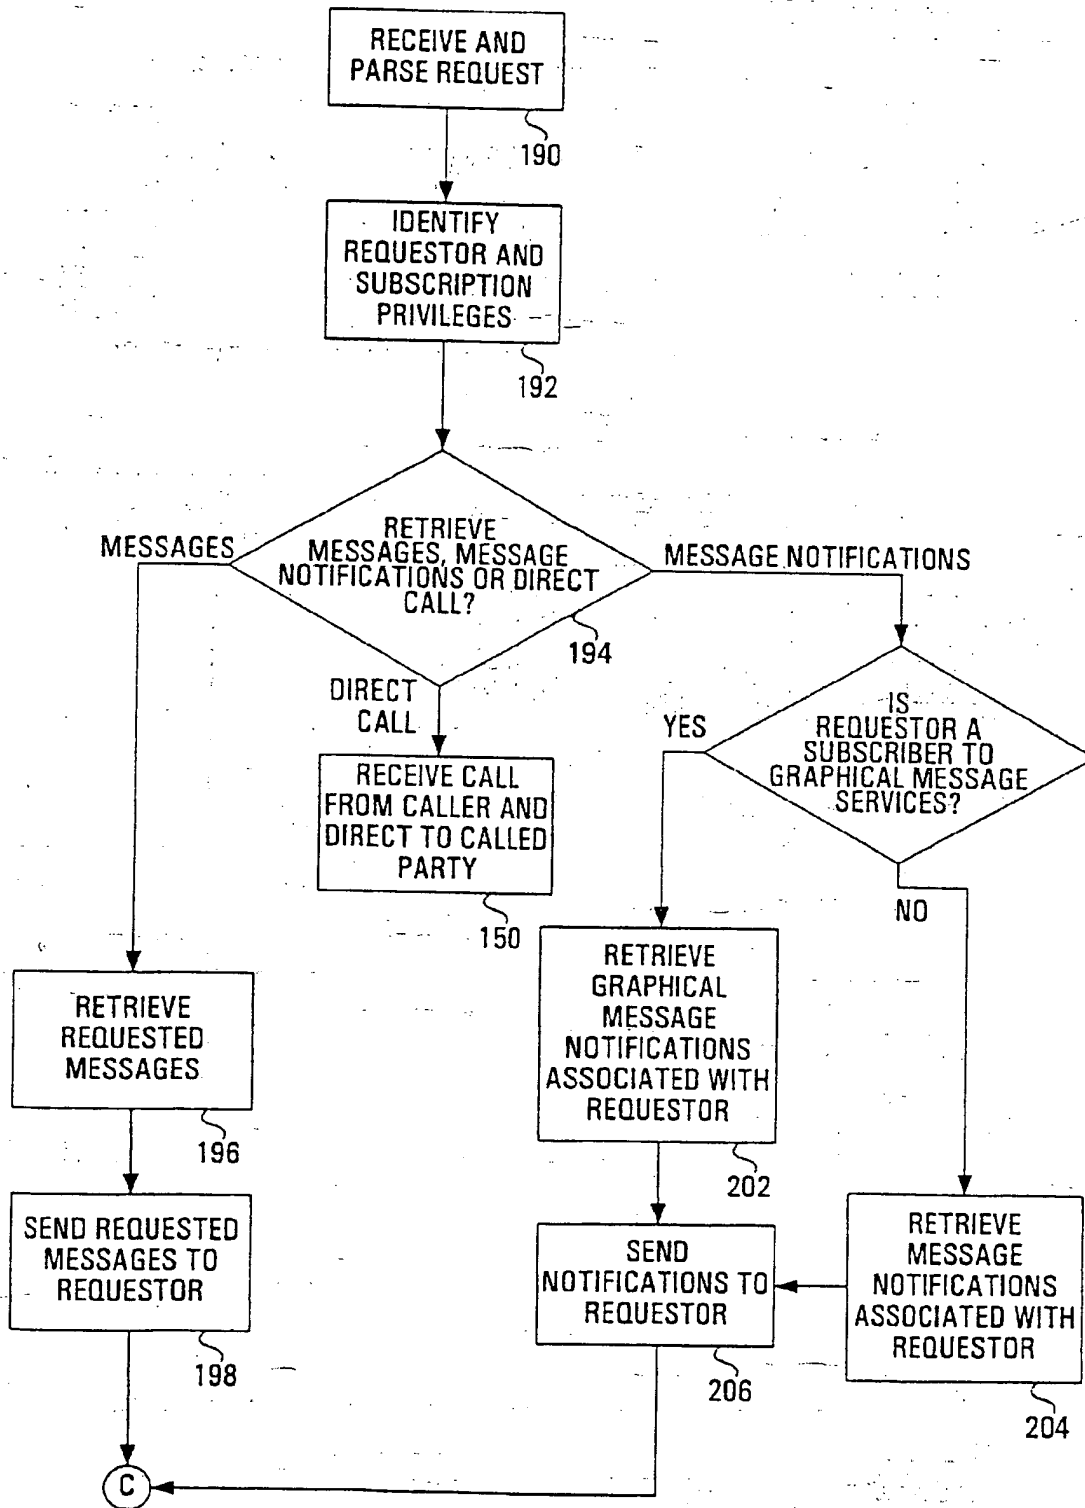 RECEIVE AND
PARSE REQUEST
190
IDENTIFY
REQUESTOR AND
SUBSCRIPTION
PRIVILEGES
192
RETRIEVE
MESSAGES, MESSAGE
NOTIFICATIONS OR DIRECT
CALL?
194
MESSAGES
MESSAGE NOTIFICATIONS
DIRECT
CALL
RECEIVE CALL
FROM CALLER AND
DIRECT TO CALLED
PARTY
150
IS
REQUESTOR A
SUBSCRIBER TO
GRAPHICAL MESSAGE
SERVICES?
YES
NO
RETRIEVE
REQUESTED
MESSAGES
196
RETRIEVE
GRAPHICAL
MESSAGE
NOTIFICATIONS
ASSOCIATED WITH
REQUESTOR
202
SEND REQUESTED
MESSAGES TO
REQUESTOR
198
SEND
NOTIFICATIONS TO
REQUESTOR
206
RETRIEVE
MESSAGE
NOTIFICATIONS
ASSOCIATED WITH
REQUESTOR
204
C